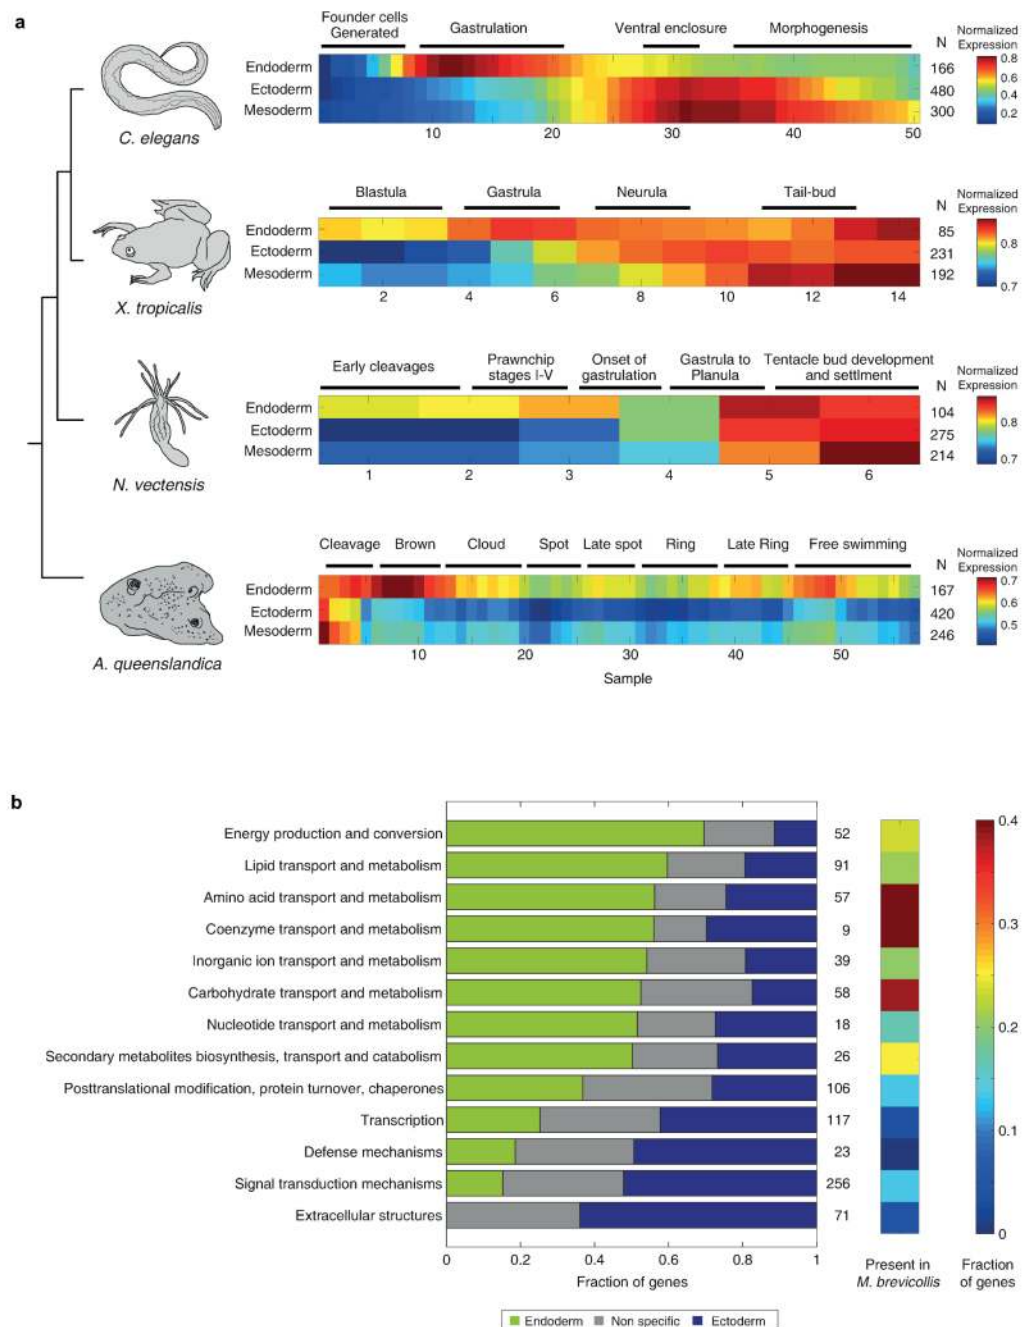 a
Founder cells
Generated
Gastrulation
Ventral enclosure
Morphogenesis
N
Normalized
Expression
Endoderm
166
Ectoderm
480
Mesoderm
300
0.8
0.6
0.4
0.2
10
20
30
40
50
C. elegans
Blastula
Gastrula
Neurula
Tail-bud
N
Normalized
Expression
Endoderm
85
Ectoderm
231
Mesoderm
192
0.8
0.7
2
4
6
8
10
12
14
X. tropicalis
Early cleavages
Prawnchip
stages I-V
Onset of
gastrulation
Gastrula to
Planula
Tentacle bud development
and settlment
N
Normalized
Expression
Endoderm
104
Ectoderm
275
Mesoderm
214
0.8
0.7
1
2
3
4
5
6
N. vectensis
Cleavage
Brown
Cloud
Spot
Late spot
Ring
Late Ring
Free swimming
N
Normalized
Expression
Endoderm
167
Ectoderm
420
Mesoderm
246
0.7
0.6
0.5
10
20
30
40
50
Sample
A. queenslandica
b
Energy production and conversion
52
Lipid transport and metabolism
91
Amino acid transport and metabolism
57
Coenzyme transport and metabolism
9
Inorganic ion transport and metabolism
39
Carbohydrate transport and metabolism
58
Nucleotide transport and metabolism
18
Secondary metabolites biosynthesis, transport and catabolism
26
Posttranslational modification, protein turnover, chaperones
106
Transcription
117
Defense mechanisms
23
Signal transduction mechanisms
256
Extracellular structures
71
0
0.2
0.4
0.6
0.8
1
Fraction of genes
Present in
M. brevicollis
0.4
0.3
0.2
0.1
0
Fraction
of genes
Endoderm
Non specific
Ectoderm